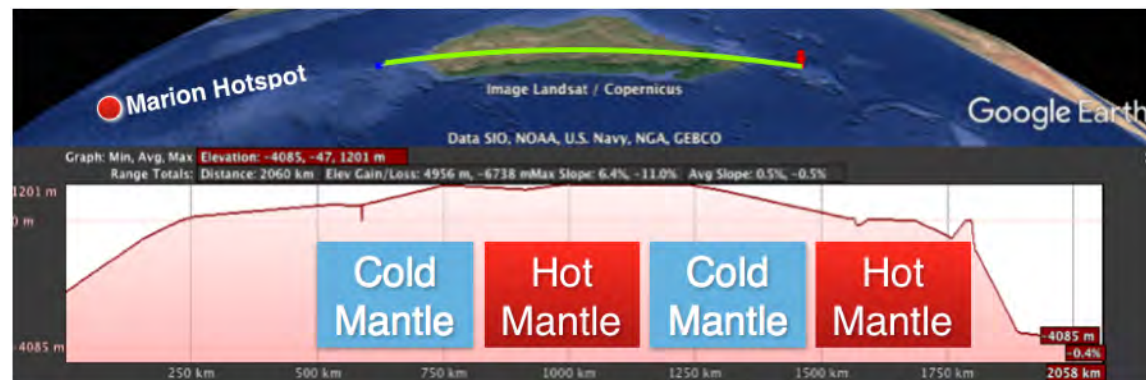 Marion Hotspot
Image Landsat / Copernicus
Google Earth
Data SIO, NOAA, U.S. Navy, NGA, GEBCO
Graph: Min, Avg, Max Elevation: -4085, -47, 1201 m
Range Totals: Distance: 2060 km Elev Gain/Loss: 4956 m, -6738 mMax Slope: 6.4%, -11.0% Avg Slope: 0.5%, -0.5%
1201 m
0 m
Cold Mantle
Hot Mantle
Cold Mantle
Hot Mantle
-4085 m
-4085 m
-0.4%
250 km 500 km 750 km 1000 km 1250 km 1500 km 1750 km 2058 km